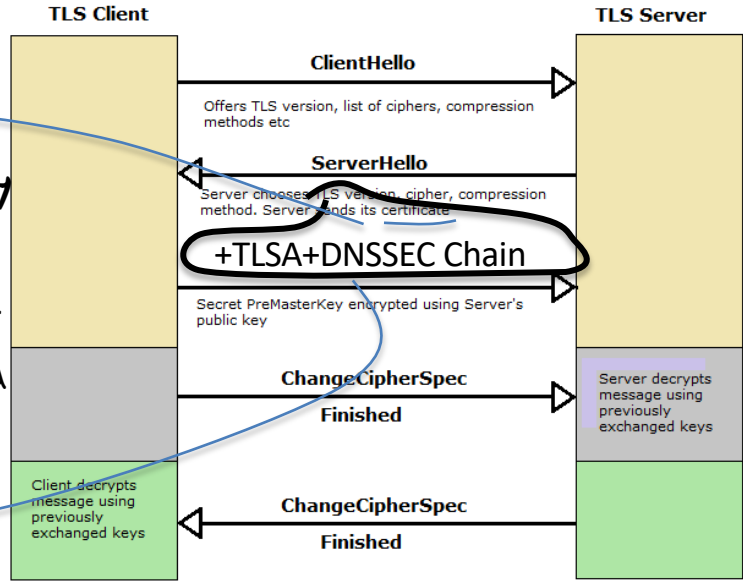 TLS Client
TLS Server
ClientHello
Offers TLS version, list of ciphers, compression
methods etc
ServerHello
Server chooses TLS version, cipher, compression
method. Server sends its certificate
+TLSA+DNSSEC Chain
Secret PreMasterKey encrypted using Server's
public key
ChangeCipherSpec
Finished
Server decrypts
message using
previously
exchanged keys
Client decrypts
message using
previously
exchanged keys
ChangeCipherSpec
Finished